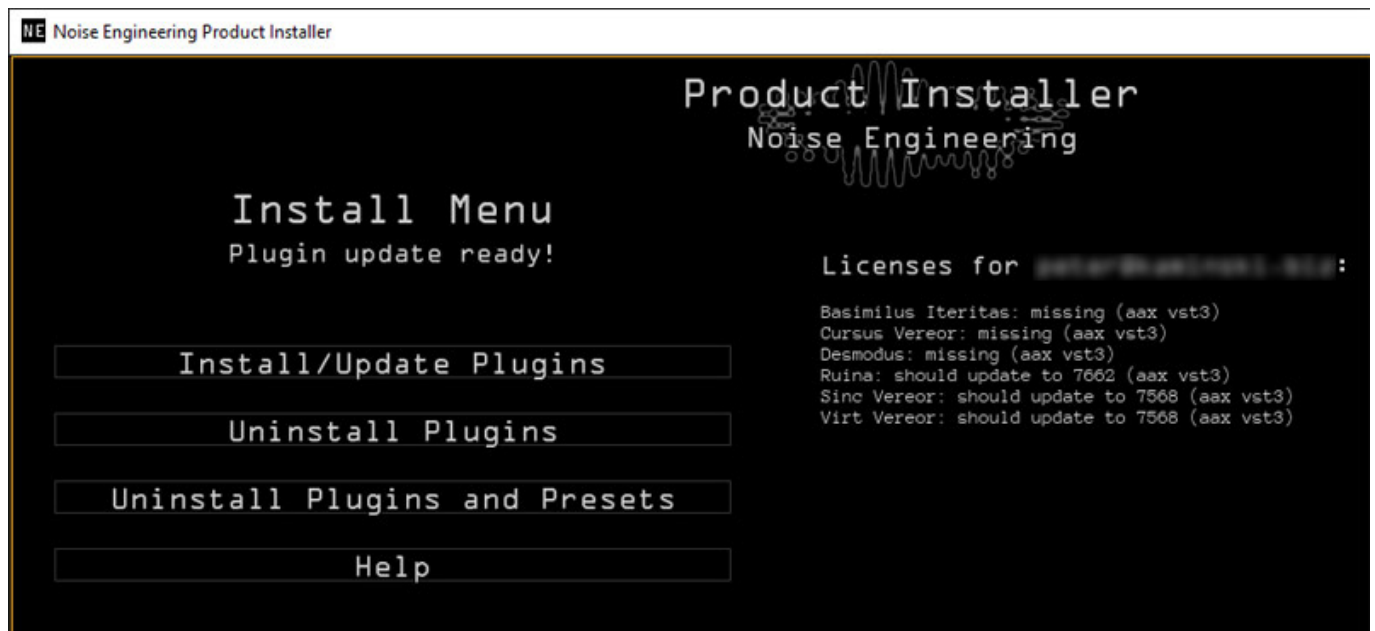 NE Noise Engineering Product Installer
Product Installer
Noise Engineering
Install Menu
Plugin update ready!
Install/Update Plugins
Uninstall Plugins
Uninstall Plugins and Presets
Help
Licenses for :
Basimilus Iteritas: missing (aax vst3)
Cursus Vereor: missing (aax vst3)
Desmodus: missing (aax vst3)
Ruina: should update to 7662 (aax vst3)
Sinc Vereor: should update to 7568 (aax vst3)
Virt Vereor: should update to 7568 (aax vst3)